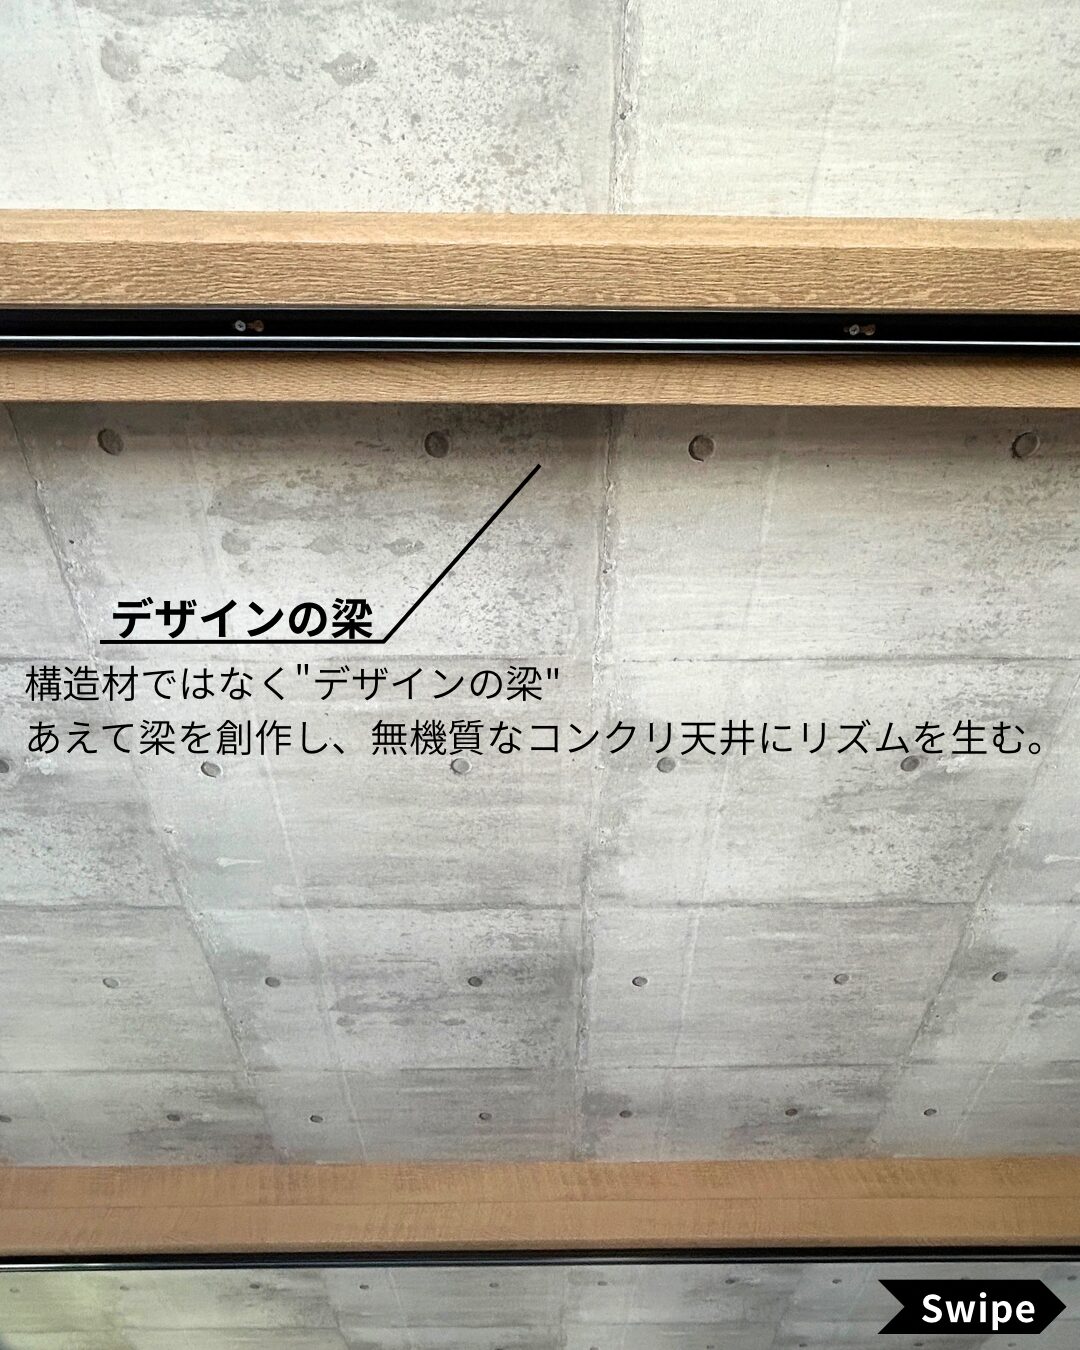 デザインの梁
構造材ではなく"デザインの梁"
あえて梁を創作し、無機質なコンクリ天井にリズムを生む。
Swipe